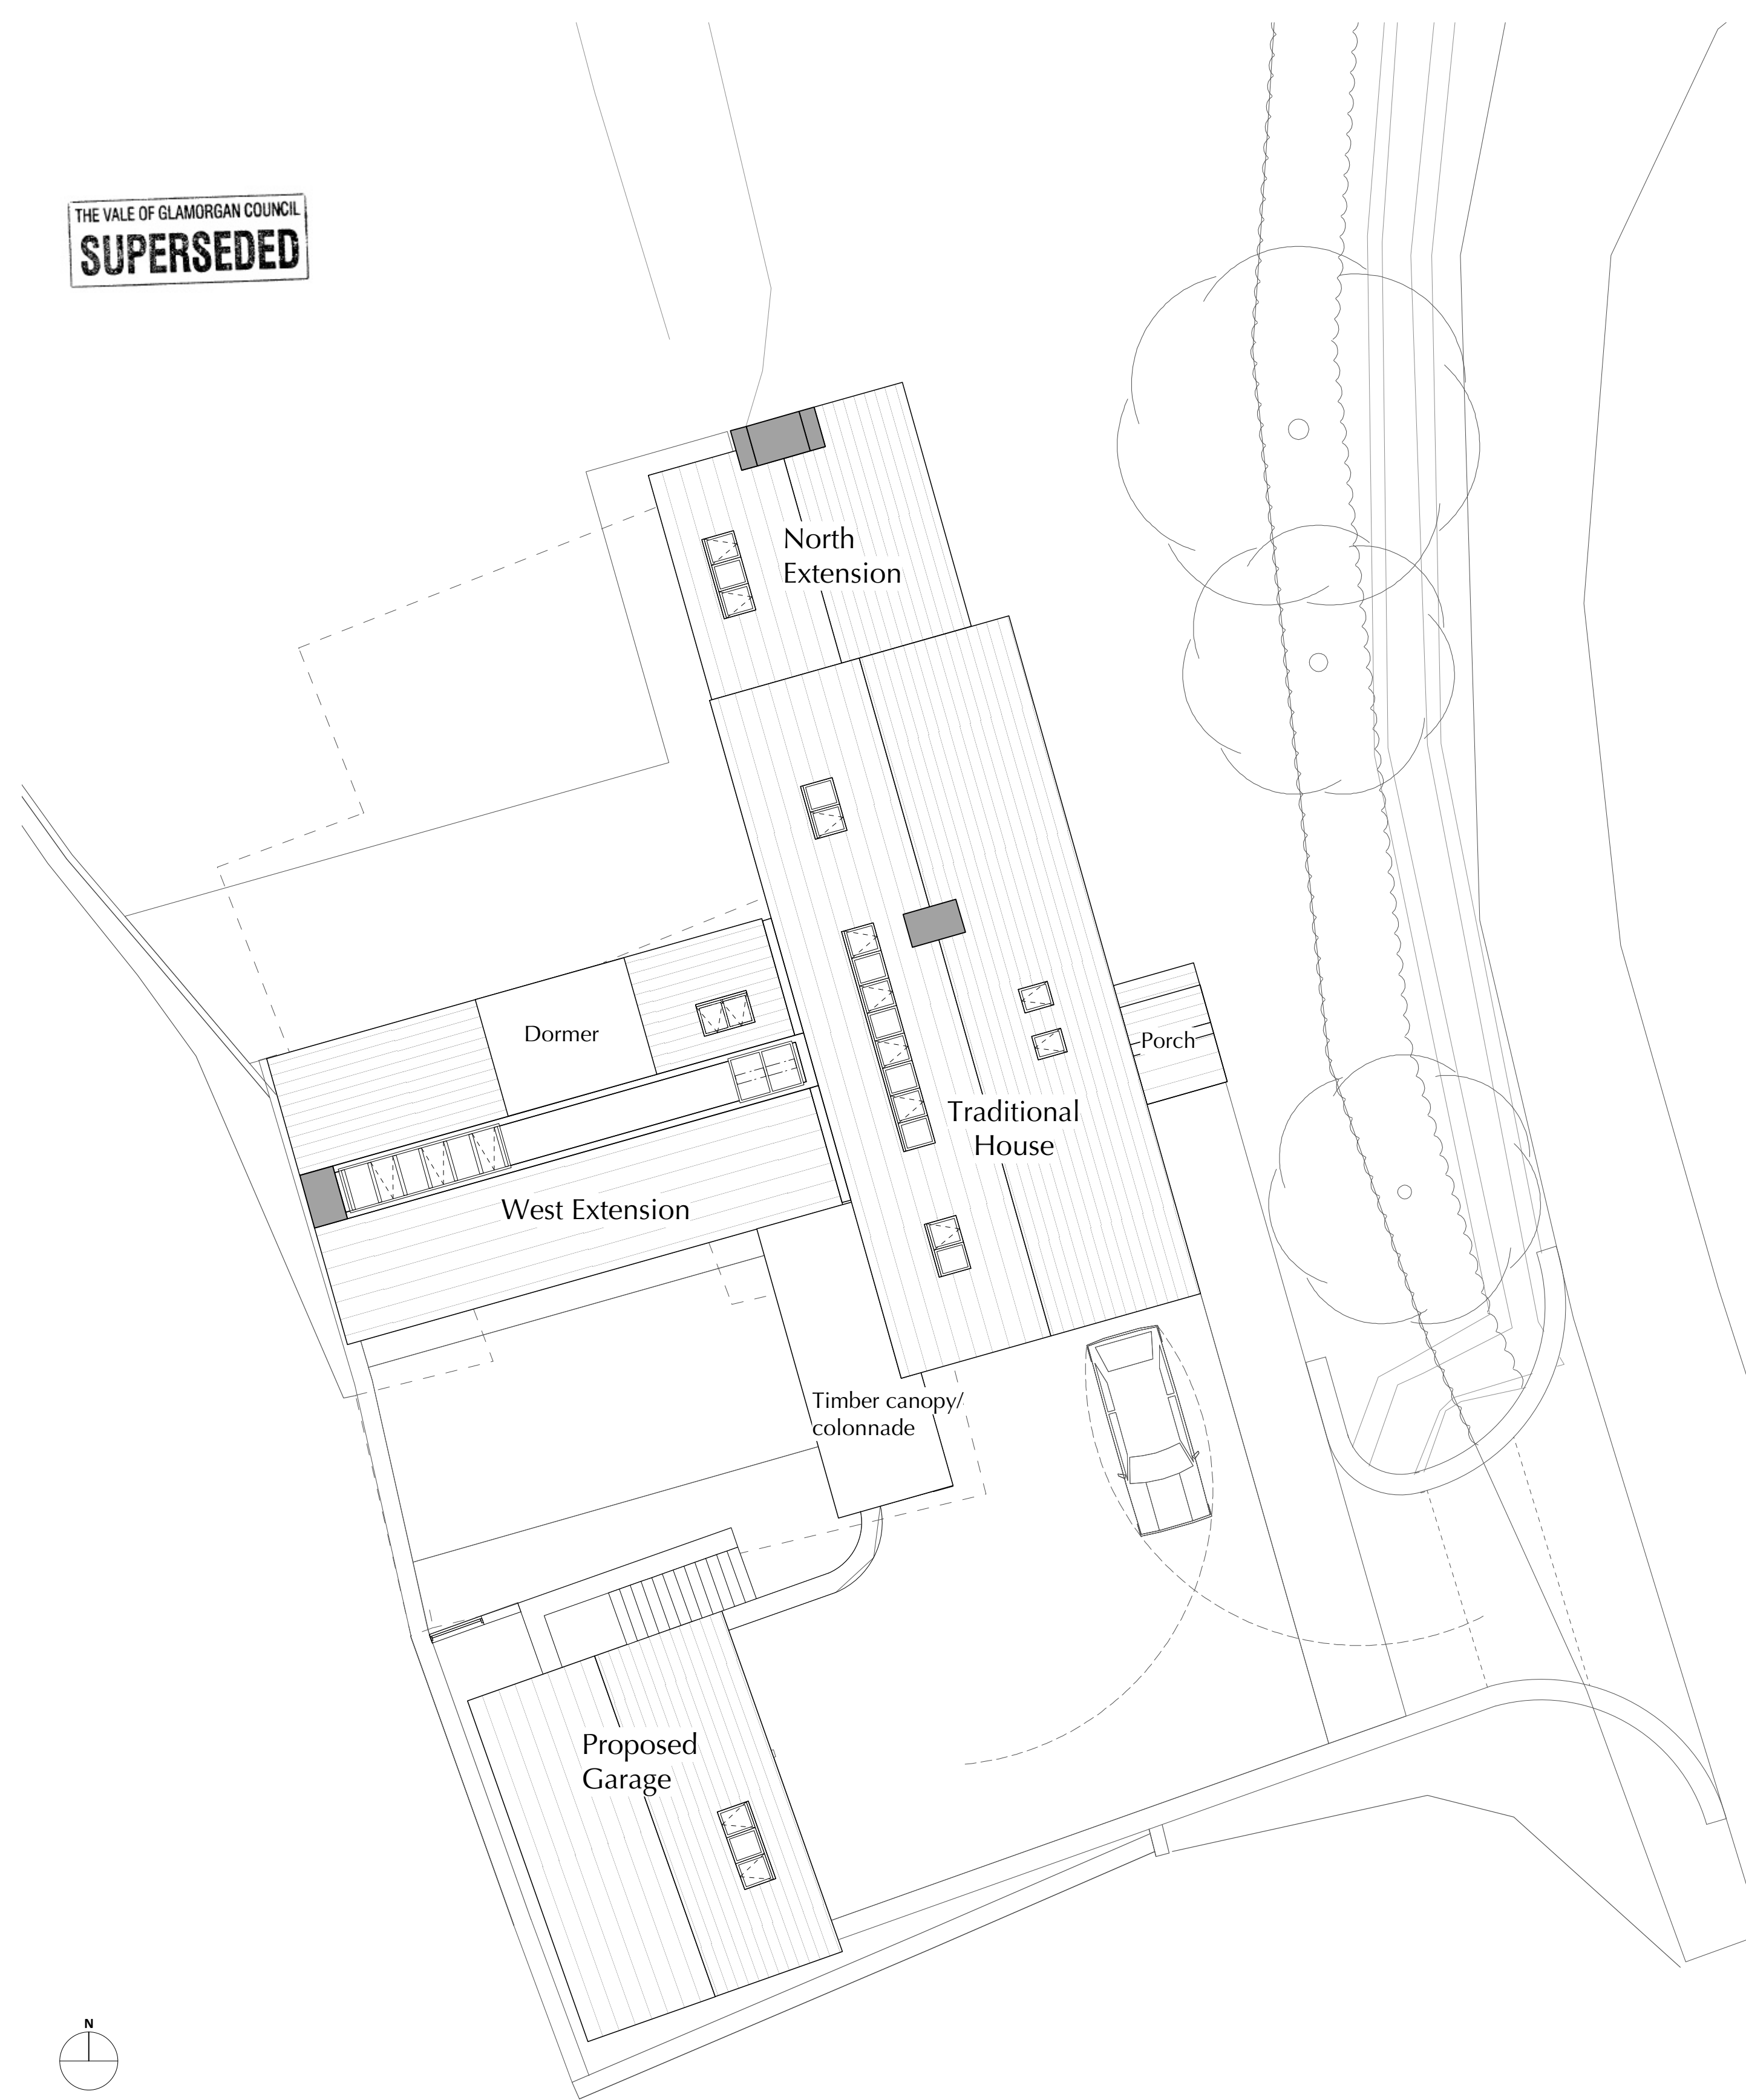 THE VALE OF GLAMORGAN COUNCIL
SUPERSEDED
North
Extension
Dormer
Porch
Traditional
House
West Extension
Timber canopy/
colonnade
Proposed
Garage
N